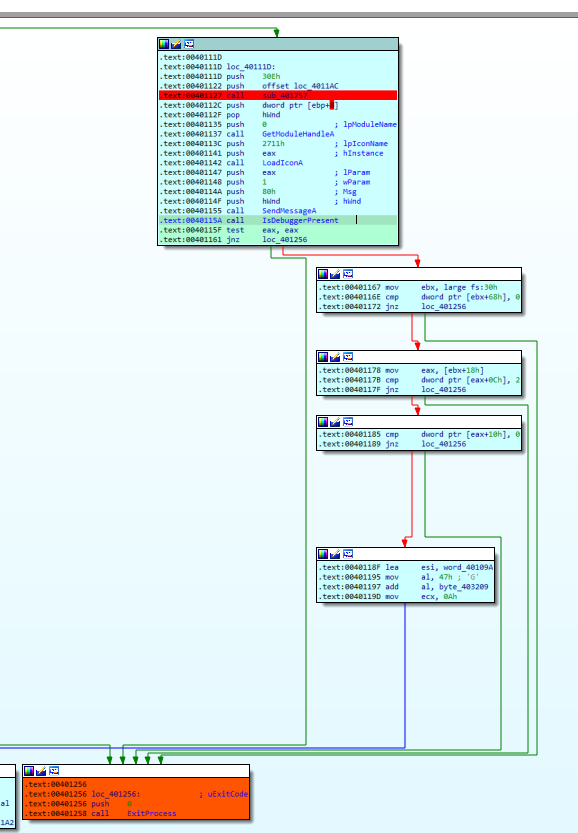 .text:0040111D
.text:0040111D loc_40111D:
.text:0040111D push 30Eh
.text:00401122 push offset loc_4011AC
.text:00401127 call sub_401257
.text:0040112C push dword ptr [ebp+8]
.text:0040112F pop hWnd
.text:00401135 push 0 ; lpModuleName
.text:00401137 call GetModuleHandleA
.text:0040113C push 2711h ; lpIconName
.text:00401141 push eax ; hInstance
.text:00401142 call LoadIconA
.text:00401147 push eax ; lParam
.text:00401148 push 1 ; wParam
.text:0040114A push 80h ; Msg
.text:0040114F push hWnd ; hWnd
.text:00401155 call SendMessageA
.text:0040115A call IsDebuggerPresent
.text:0040115F test eax, eax
.text:00401161 jnz loc_401256
.text:00401167 mov ebx, large fs:30h
.text:0040116E cmp dword ptr [ebx+68h], 0
.text:00401172 jnz loc_401256
.text:00401178 mov eax, [ebx+18h]
.text:0040117B cmp dword ptr [eax+0Ch], 2
.text:0040117F jnz loc_401256
.text:00401185 cmp dword ptr [eax+10h], 0
.text:00401189 jnz loc_401256
.text:0040118F lea esi, word_40109A
.text:00401195 mov al, 47h ; 'G'
.text:00401197 add al, byte_403209
.text:0040119D mov ecx, 0Ah
al
1A2
.text:00401256
.text:00401256 loc_401256: ; uExitCode
.text:00401256 push 0
.text:00401258 call ExitProcess